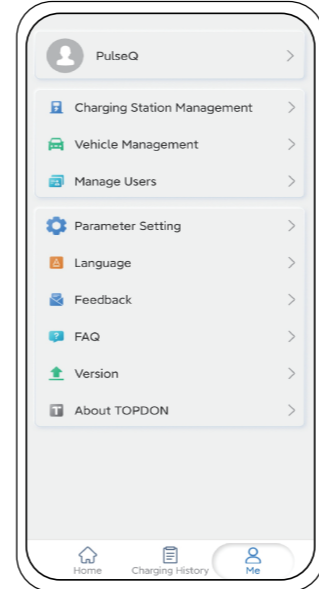 PulseQ
Charging Station Management
Vehicle Management
Manage Users
Parameter Setting
Language
Feedback
FAQ
Version
About TOPDON
Home Charging History Me